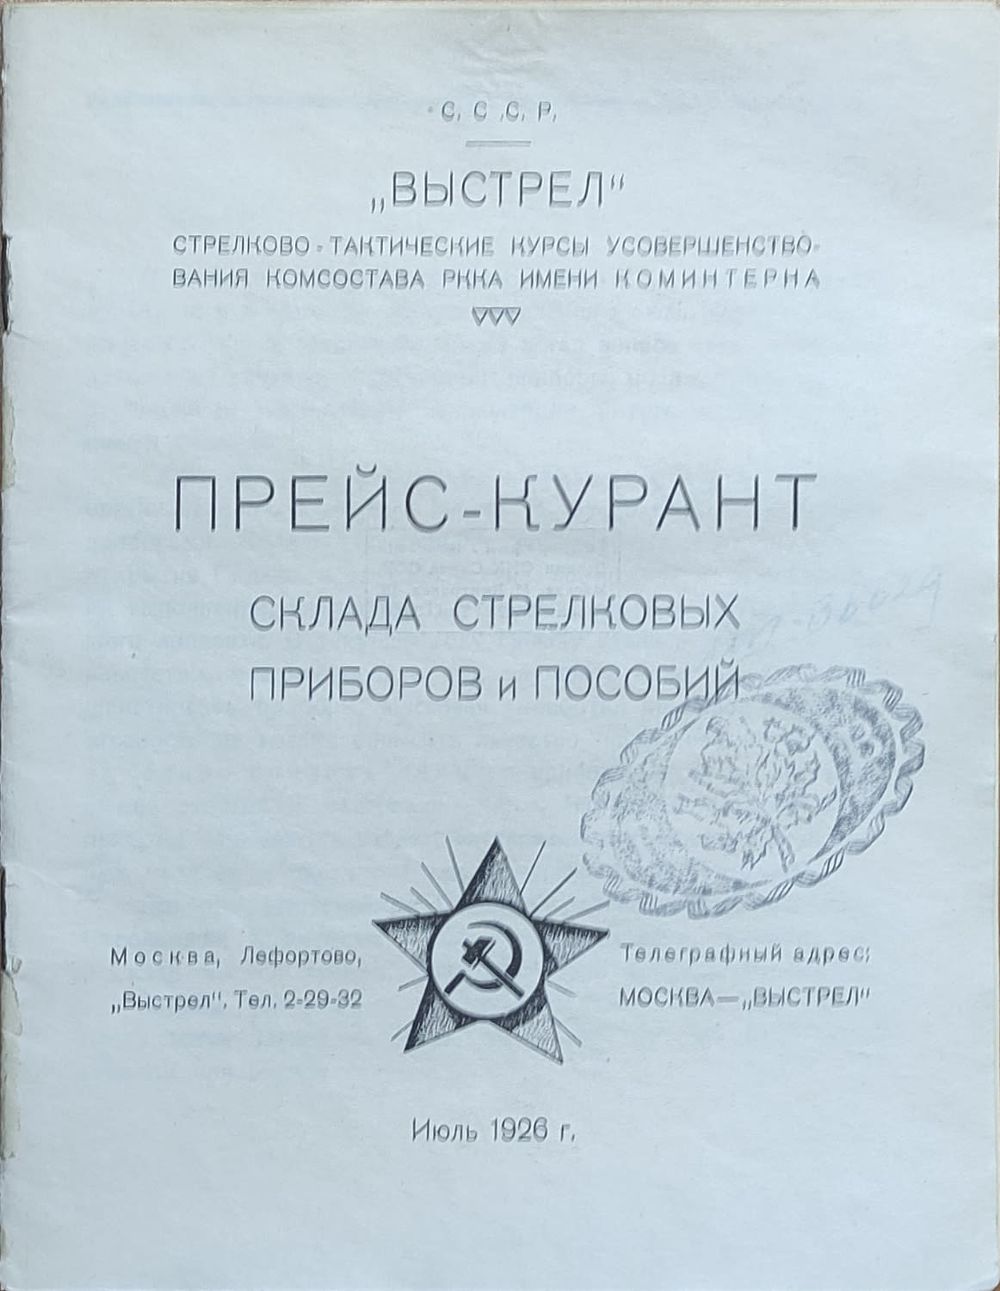 С. С. С. Р.
„ВЫСТРЕЛ“
СТРЕЛКОВО-ТАКТИЧЕСКИЕ КУРСЫ УСОВЕРШЕНСТВО-
ВАНИЯ КОМСОСТАВА РККА ИМЕНИ КОМИНТЕРНА
ПРЕЙС-КУРАНТ
СКЛАДА СТРЕЛКОВЫХ
ПРИБОРОВ и ПОСОБИЙ
Москва, Лефортово,
„Выстрел“, Тел. 2-29-32
Телеграфный адрес:
МОСКВА—„ВЫСТРЕЛ“
Июль 1926 г.